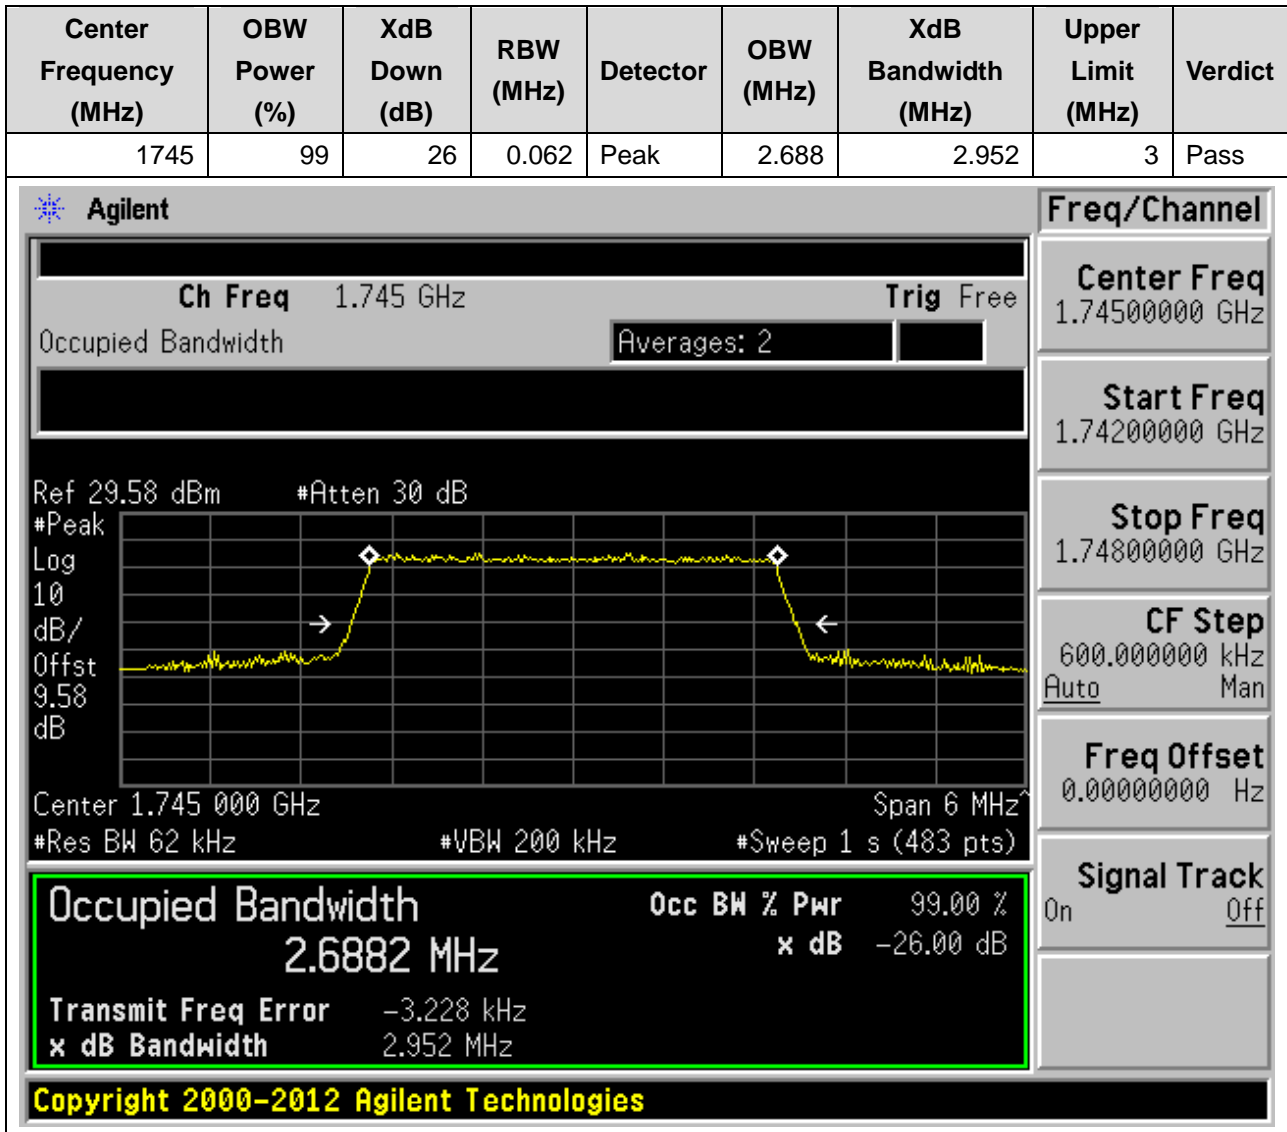 Center Frequency (MHz) OBW Power (%) XdB Down (dB) RBW (MHz) Detector OBW (MHz) XdB Bandwidth (MHz) Upper Limit (MHz) Verdict
1745 99 26 0.062 Peak 2.688 2.952 3 Pass
Agilent
Ch Freq 1.745 GHz Trig Free
Occupied Bandwidth Averages: 2
Ref 29.58 dBm #Atten 30 dB
#Peak
Log
10
dB/
Offst
9.58
dB
Center 1.745 000 GHz Span 6 MHz^
#Res BW 62 kHz #VBW 200 kHz #Sweep 1 s (483 pts)
Occupied Bandwidth Occ BW % Pwr 99.00 %
2.6882 MHz x dB -26.00 dB
Transmit Freq Error -3.228 kHz
x dB Bandwidth 2.952 MHz
Copyright 2000-2012 Agilent Technologies
Freq/Channel
Center Freq
1.74500000 GHz
Start Freq
1.74200000 GHz
Stop Freq
1.74800000 GHz
CF Step
600.000000 kHz
Auto Man
Freq Offset
0.00000000 Hz
Signal Track
On Off